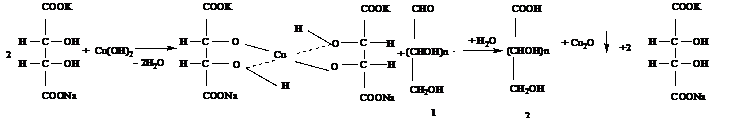 COOK
COOK
COOK
CHO
COOH
COOK
2 H C OH + Cu(OH)2 C O Cu H O C H + (CHOH)n + H2O (CHOH)n + Cu2O +2 H C OH
H C OH - 2H2O H C O O C H H C OH
H
COONa
COONa
COONa
CH2OH
CH2OH
COONa
1
2